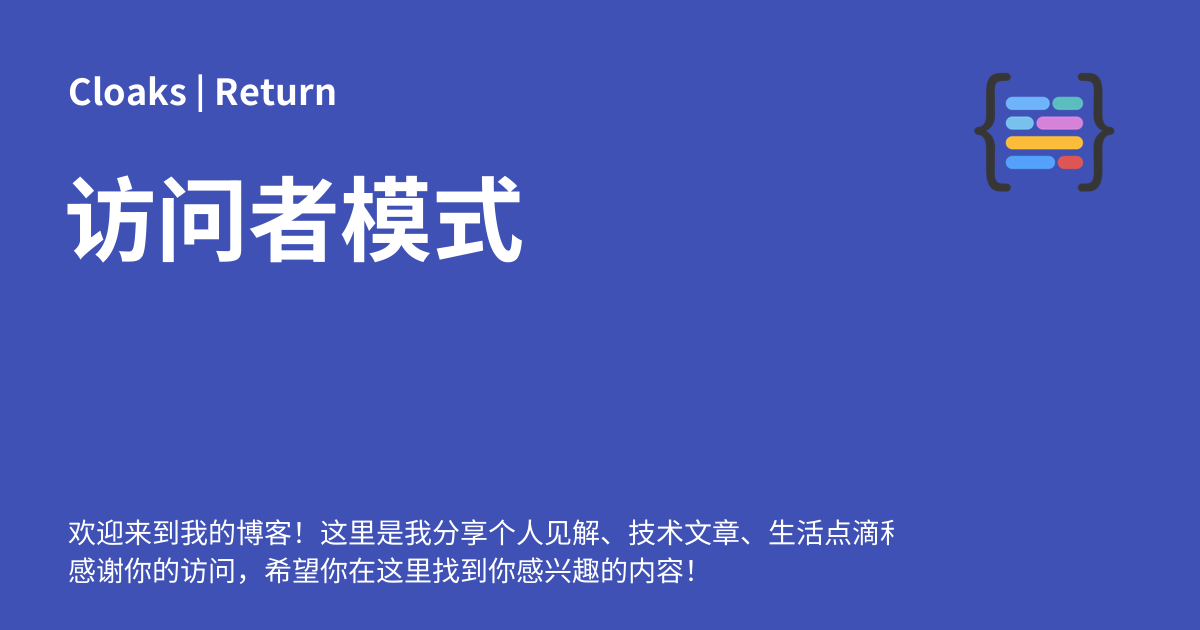 Cloaks | Return
访问者模式
欢迎来到我的博客！这里是我分享个人见解、技术文章、生活点滴
感谢你的访问，希望你在这里找到你感兴趣的内容！